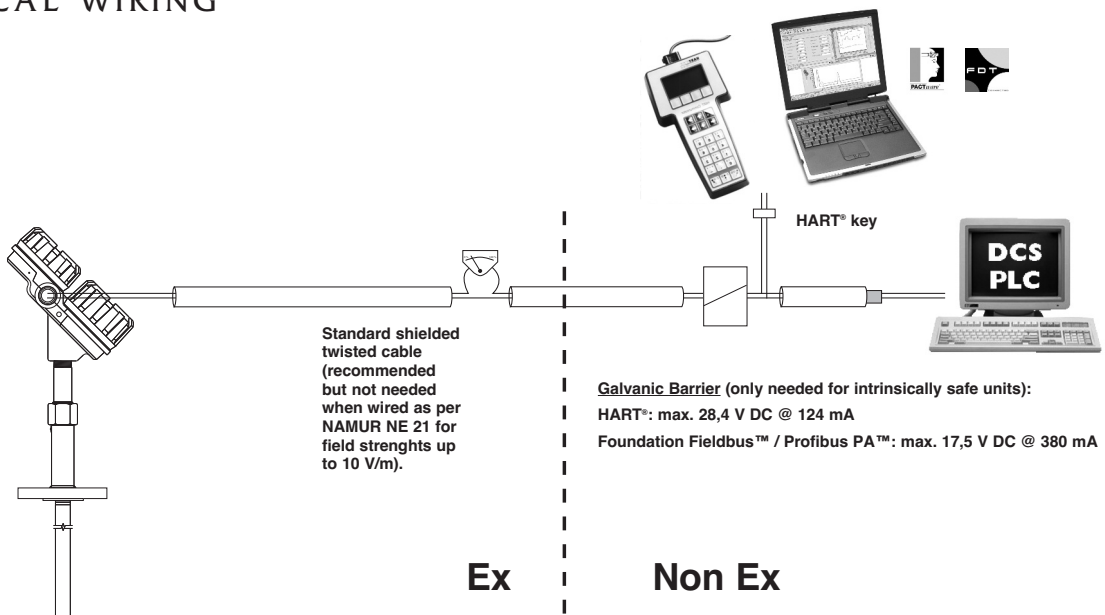 CAL WIRING
PACTware
FDT
HART® key
DCS
PLC
Standard shielded
twisted cable
(recommended
but not needed
when wired as per
NAMUR NE 21 for
field strenghts up
to 10 V/m).
Galvanic Barrier (only needed for intrinsically safe units):
HART®: max. 28,4 V DC @ 124 mA
Foundation Fieldbus™ / Profibus PA™: max. 17,5 V DC @ 380 mA
Ex
Non Ex